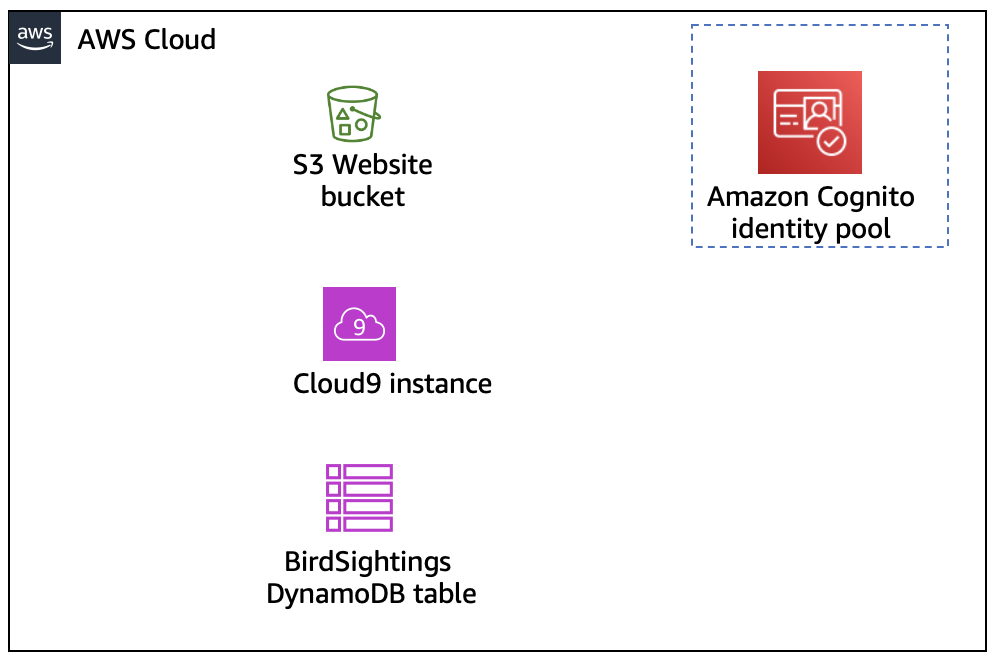 aws
AWS Cloud
S3 Website
bucket
Amazon Cognito
identity pool
9
Cloud9 instance
BirdSightings
DynamoDB table